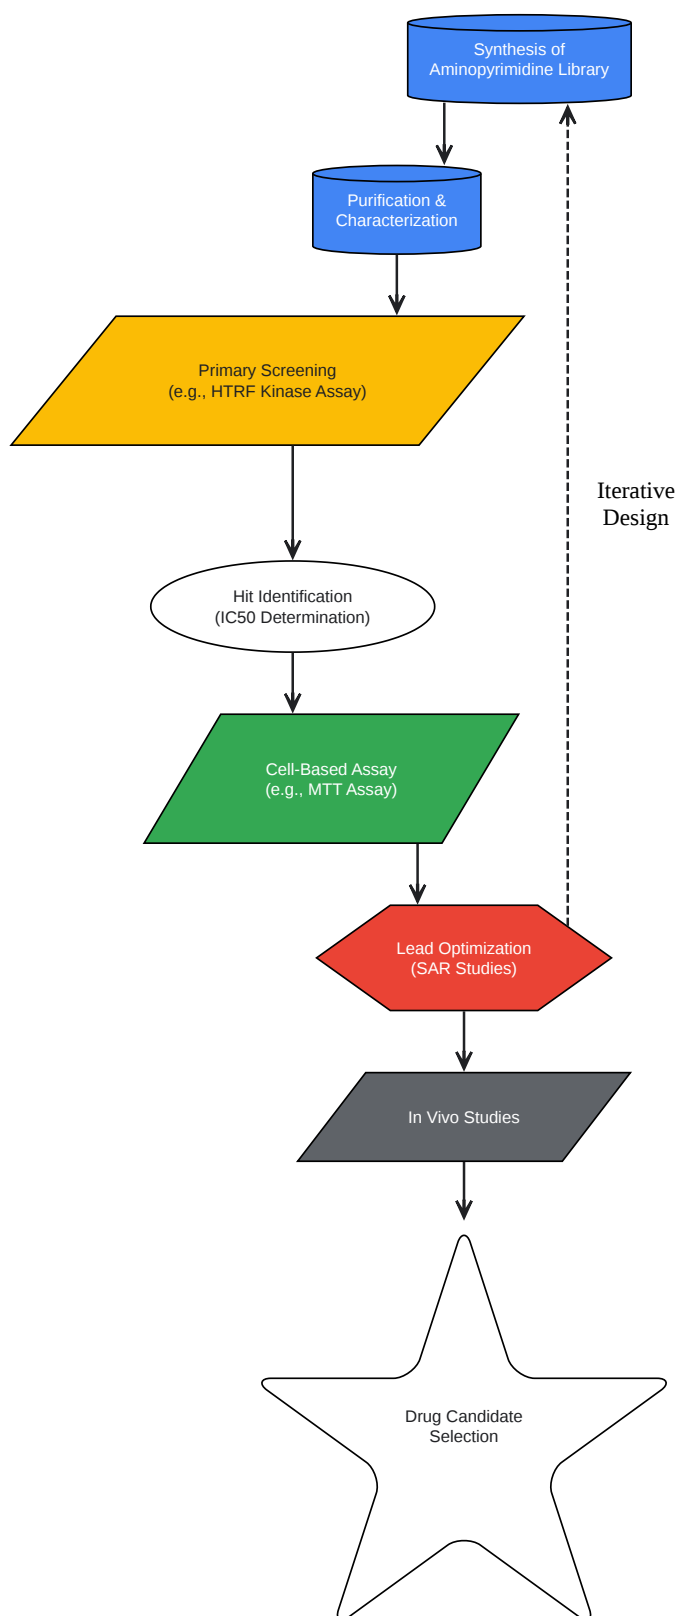 Synthesis of
Aminopyrimidine Library
Purification &
Characterization
Primary Screening
(e.g., HTRF Kinase Assay)
Iterative
Design
Hit Identification
(IC50 Determination)
Cell-Based Assay
(e.g., MTT Assay)
Lead Optimization
(SAR Studies)
In Vivo Studies
Drug Candidate
Selection